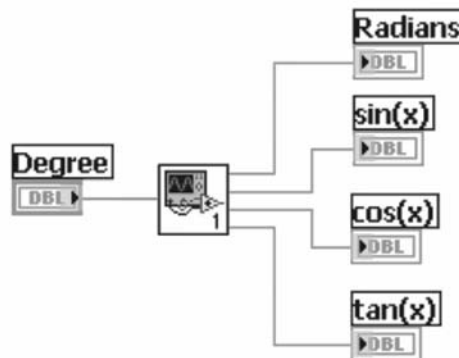 Radians
DBL
sin(x)
DBL
Degree
DBL
1
cos(x)
DBL
tan(x)
DBL